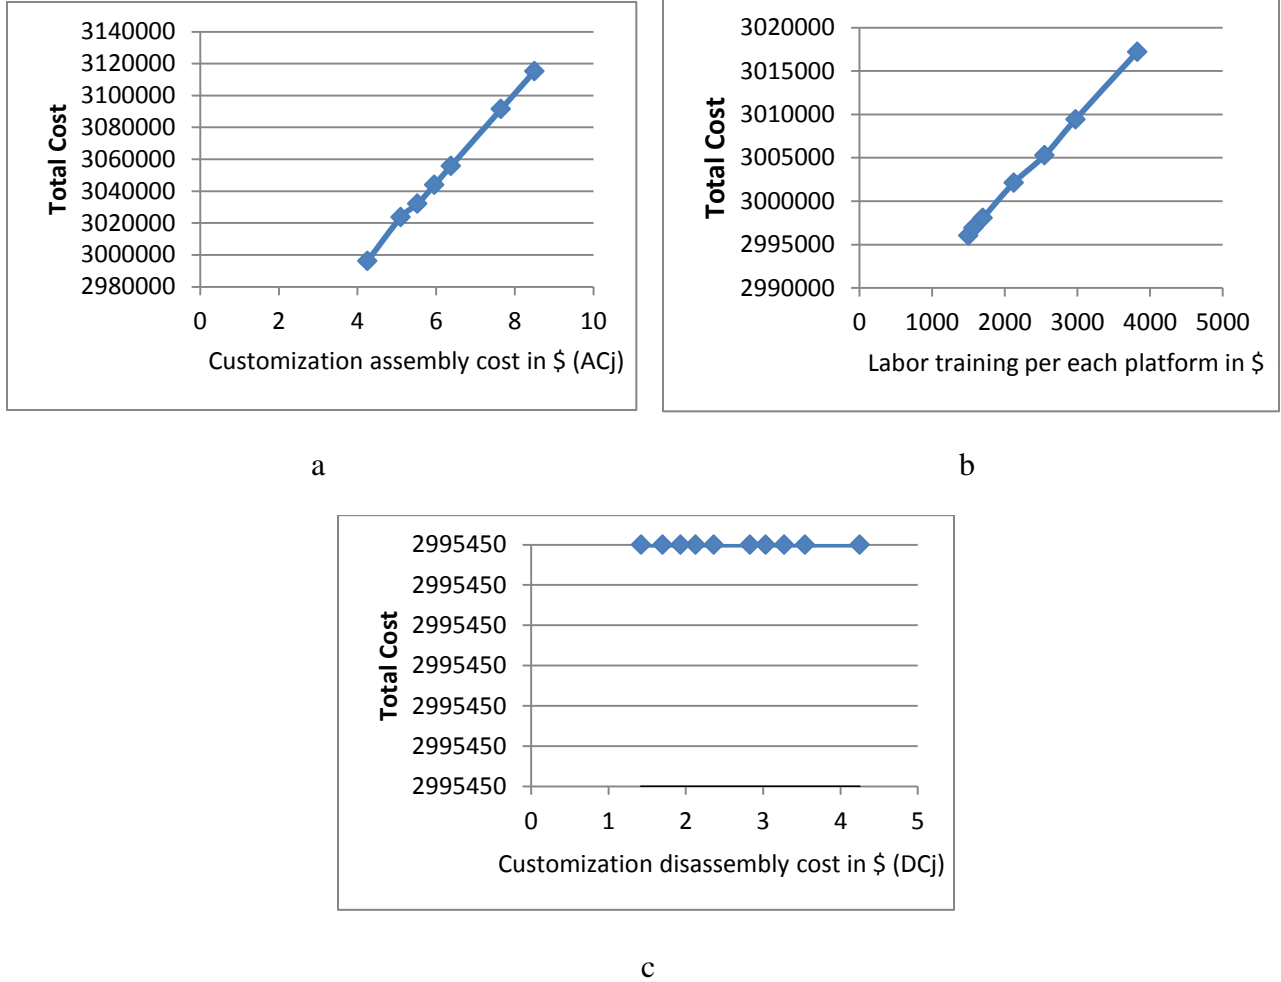 3140000
3120000
3100000
3080000
3060000
3040000
3020000
3000000
2980000
Total Cost
0 2 4 6 8 10
Customization assembly cost in $ (ACj)
a
3020000
3015000
3010000
3005000
3000000
2995000
2990000
Total Cost
0 1000 2000 3000 4000 5000
Labor training per each platform in $
b
2995450
2995450
2995450
2995450
2995450
2995450
2995450
Total Cost
0 1 2 3 4 5
Customization disassembly cost in $ (DCj)
c